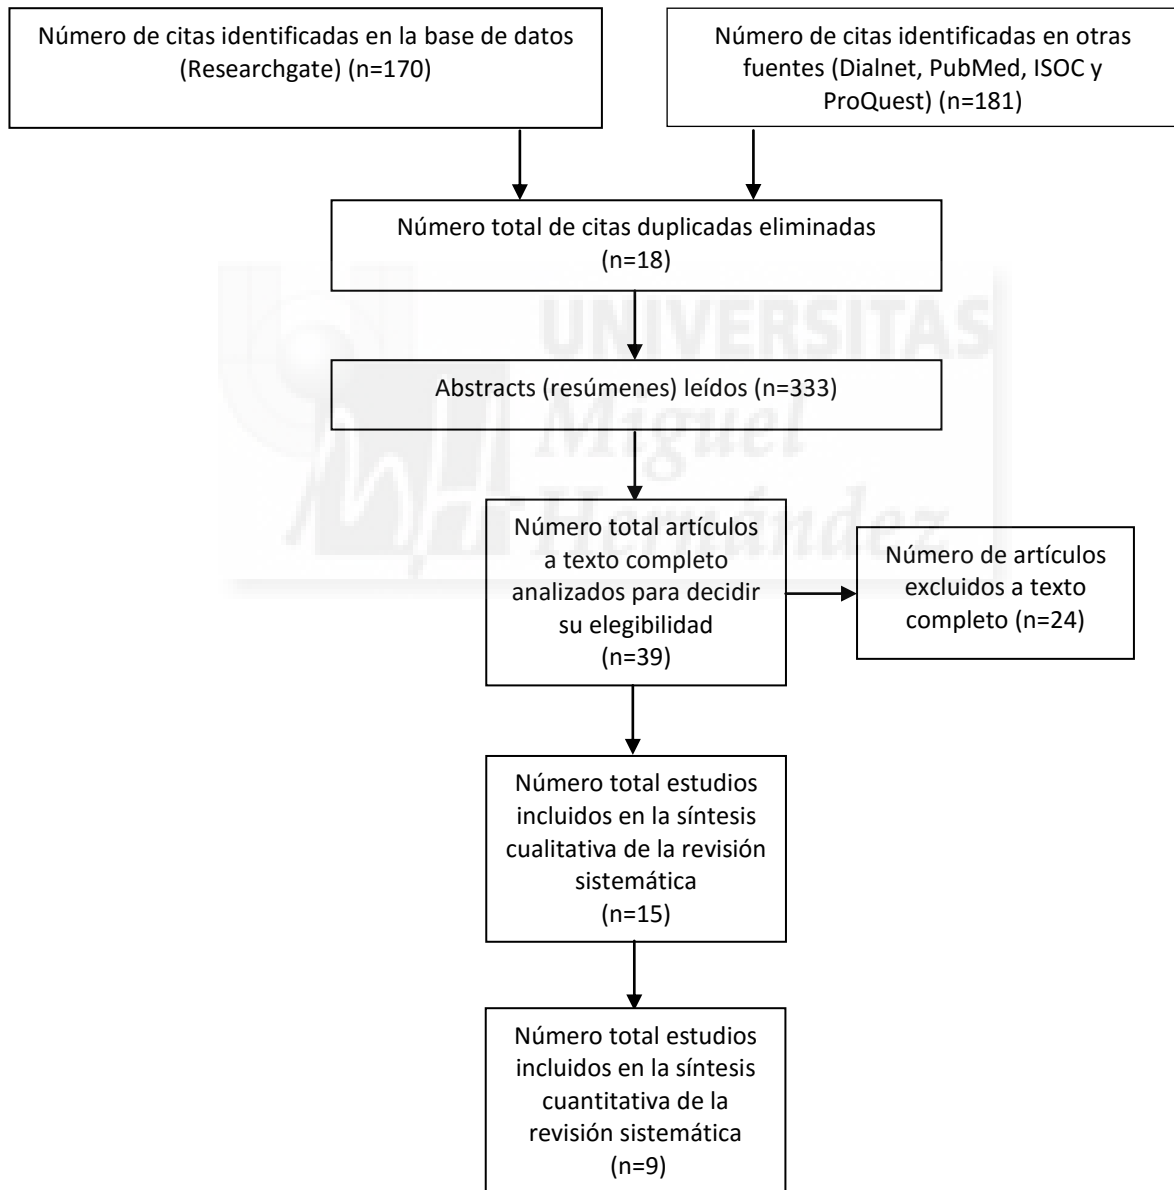 Número de citas identificadas en la base de datos
(Researchgate) (n=170)
Número de citas identificadas en otras
fuentes (Dialnet, PubMed, ISOC y
ProQuest) (n=181)
Número total de citas duplicadas eliminadas
(n=18)
UNIVERSITAS
Abstracts (resúmenes) leídos (n=333)
Miguel
Hernández
Número total artículos
a texto completo
analizados para decidir
su elegibilidad
(n=39)
Número de artículos
excluidos a texto
completo (n=24)
Número total estudios
incluidos en la síntesis
cualitativa de la revisión
sistemática
(n=15)
Número total estudios
incluidos en la síntesis
cuantitativa de la
revisión sistemática
(n=9)